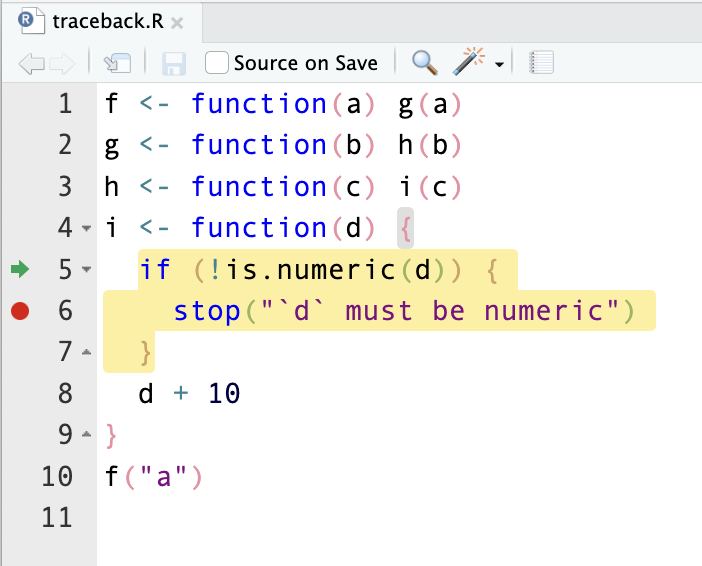 R traceback.R ×
Source on Save
1 f <- function(a) g(a)
2 g <- function(b) h(b)
3 h <- function(c) i(c)
4 i <- function(d) {
5   if (!is.numeric(d)) {
6     stop("`d` must be numeric")
7   }
8   d + 10
9 }
10 f("a")
11